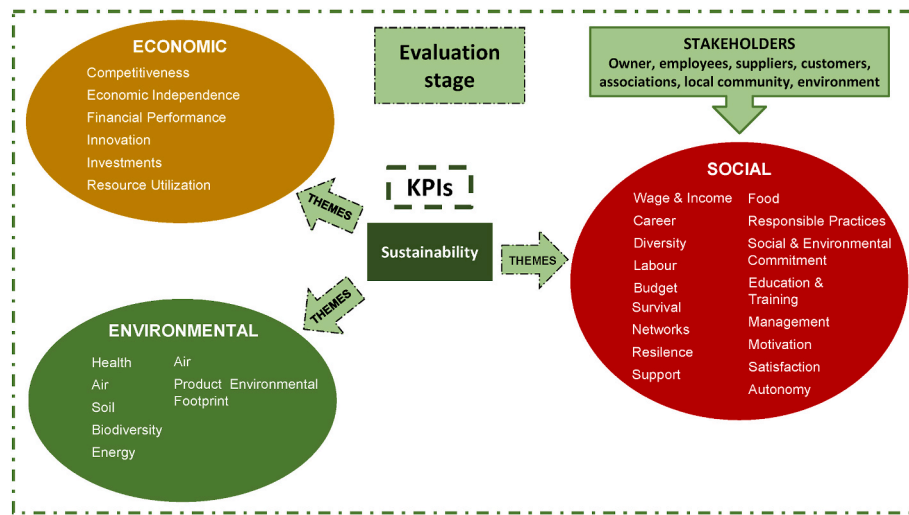 ECONOMIC
Competitiveness
Economic Independence
Financial Performance
Innovation
Investments
Resource Utilization
Evaluation
stage
STAKEHOLDERS
Owner, employees, suppliers, customers,
associations, local community, environment
KPIs
Sustainability
THEMES
THEMES
THEMES
SOCIAL
Wage & Income
Career
Diversity
Labour
Budget
Survival
Networks
Resilence
Support
Food
Responsible Practices
Social & Environmental
Commitment
Education &
Training
Management
Motivation
Satisfaction
Autonomy
ENVIRONMENTAL
Health
Air
Soil
Biodiversity
Energy
Air
Product Environmental
Footprint